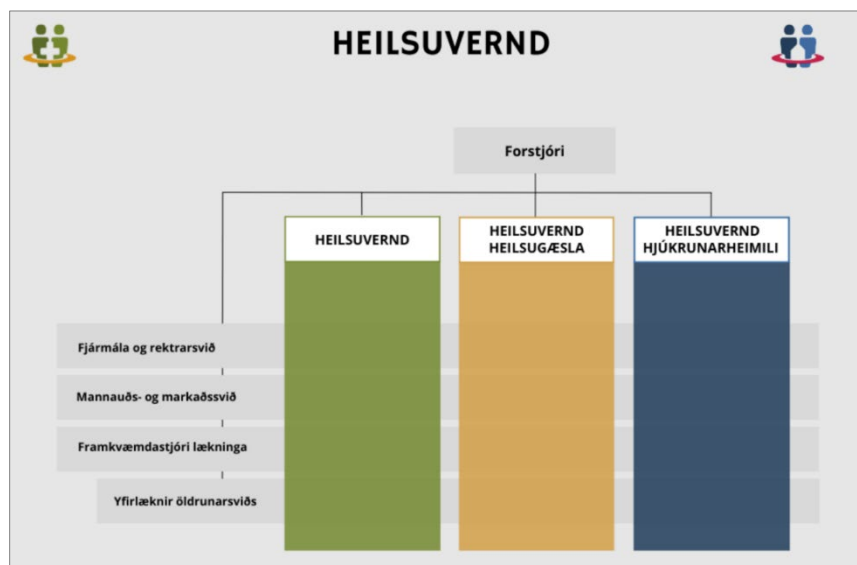 HEILSUVERND
Forstjóri
HEILSUVERND
HEILSUVERND
HEILSUGÆSLA
HEILSUVERND
HJÚKRUNARHEIMILI
Fjármála og rektrarsvið
Mannauðs- og markaðssvið
Framkvæmdastjóri lækninga
Yfirlæknir öldrunarsviðs